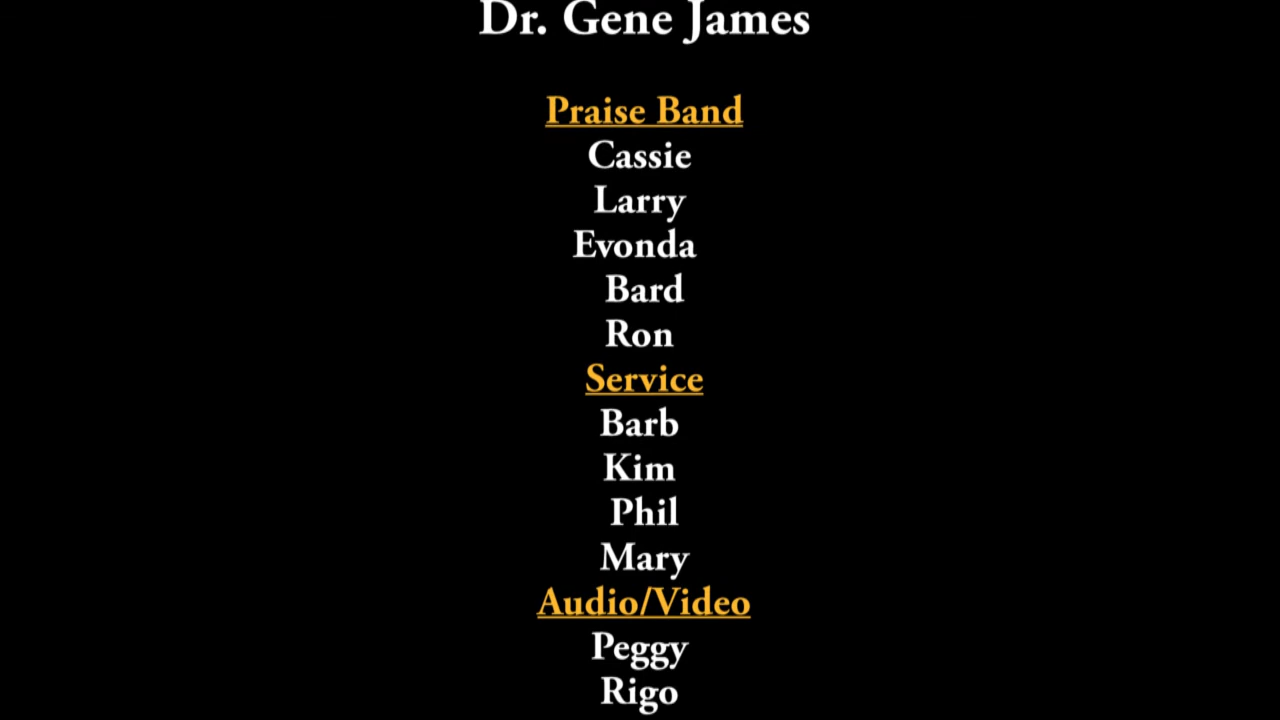 Dr. Gene James
Praise Band
Cassie
Larry
Evonda
Bard
Ron
Service
Barb
Kim
Phil
Mary
Audio/Video
Peggy
Rigo